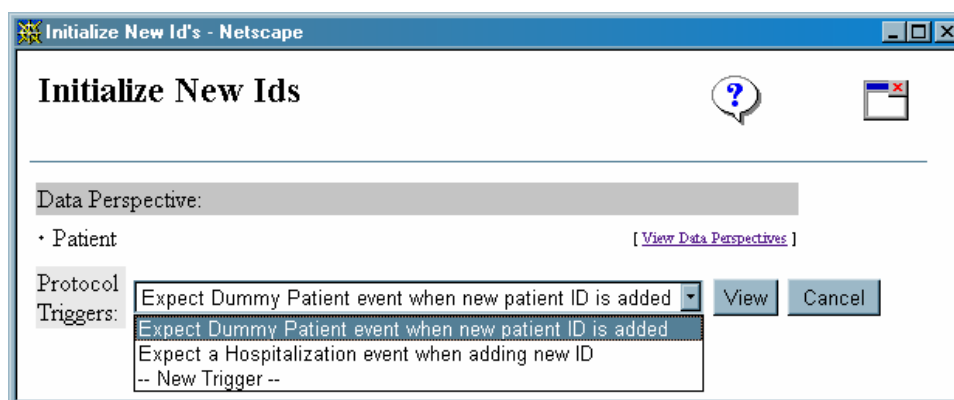 Initialize New Id's - Netscape
Initialize New Ids
?
Data Perspective:
• Patient [ View Data Perspectives ]
Protocol
Triggers:
Expect Dummy Patient event when new patient ID is added View Cancel
Expect Dummy Patient event when new patient ID is added
Expect a Hospitalization event when adding new ID
-- New Trigger --